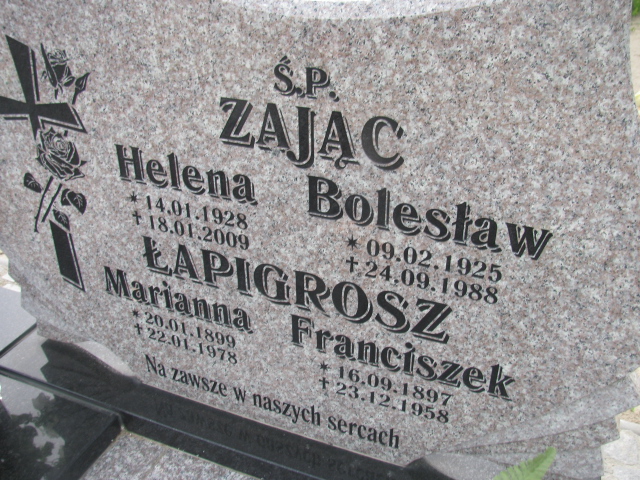 Ś.P.
ZAJĄC
Helena Bolesław
* 14.01.1928 * 09.02.1925
✝ 18.01.2009 ✝ 24.09.1988
ŁAPIGROSZ
Marianna Franciszek
* 20.01.1899 * 16.09.1897
✝ 22.01.1978 ✝ 23.12.1958
Na zawsze w naszych sercach